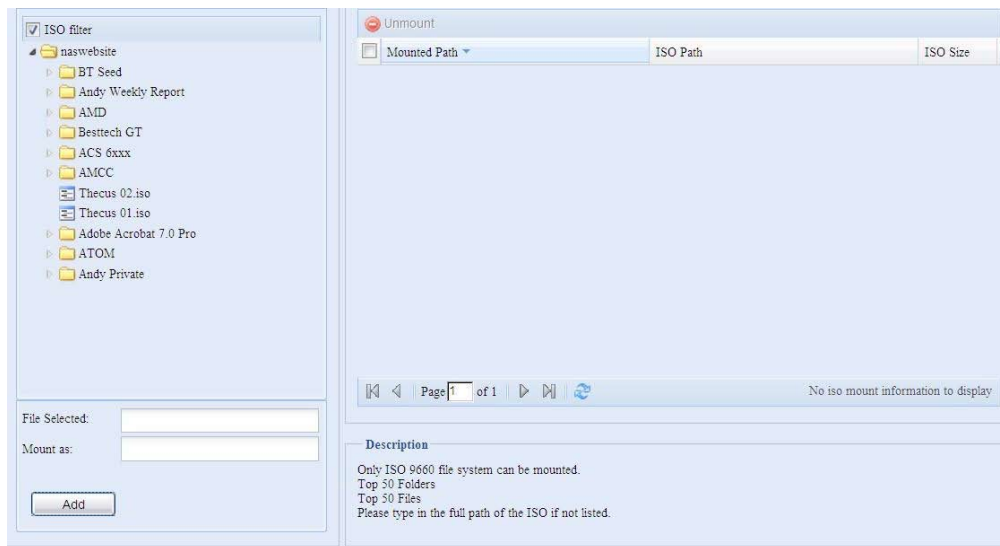 ISO filter
naswebsite
BT Seed
Andy Weekly Report
AMD
Besttech GT
ACS 6xxx
AMCC
Thecus 02.iso
Thecus 01.iso
Adobe Acrobat 7.0 Pro
ATOM
Andy Private
File Selected:
Mount as:
Add
Unmount
Mounted Path ISO Path ISO Size
Page 1 of 1 No iso mount information to display
Description
Only ISO 9660 file system can be mounted.
Top 50 Folders
Top 50 Files
Please type in the full path of the ISO if not listed.